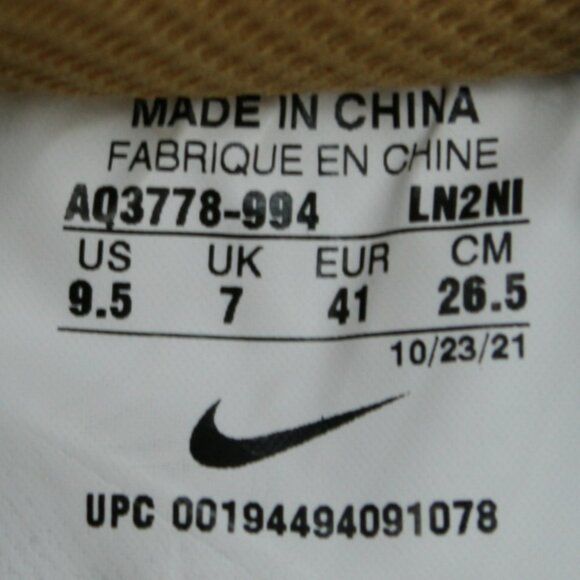 MADE IN CHINA
FABRIQUE EN CHINE
AQ3778-994 LN2NI
US UK EUR CM
9.5 7 41 26.5
10/23/21
UPC 00194494091078